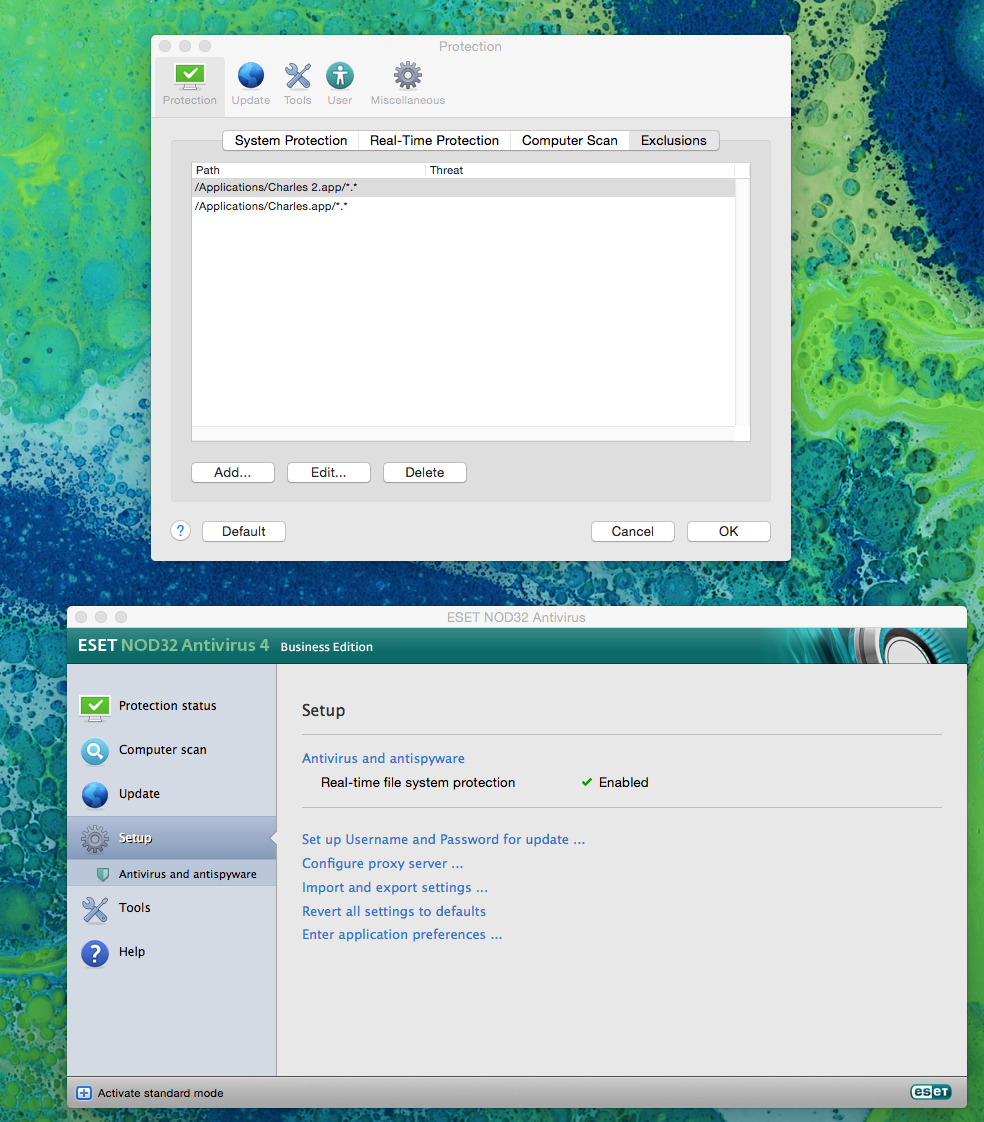 Protection
Protection Update Tools User Miscellaneous
System Protection Real-Time Protection Computer Scan Exclusions
Path Threat
/Applications/Charles 2.app/*.*
/Applications/Charles.app/*.*
Add... Edit... Delete
? Default Cancel OK
ESET NOD32 Antivirus
ESET NOD32 Antivirus 4 Business Edition
Protection status
Computer scan
Update
Setup
Antivirus and antispyware
Tools
? Help
Setup
Antivirus and antispyware
Real-time file system protection Enabled
Set up Username and Password for update ...
Configure proxy server ...
Import and export settings ...
Revert all settings to defaults
Enter application preferences ...
Activate standard mode
eset